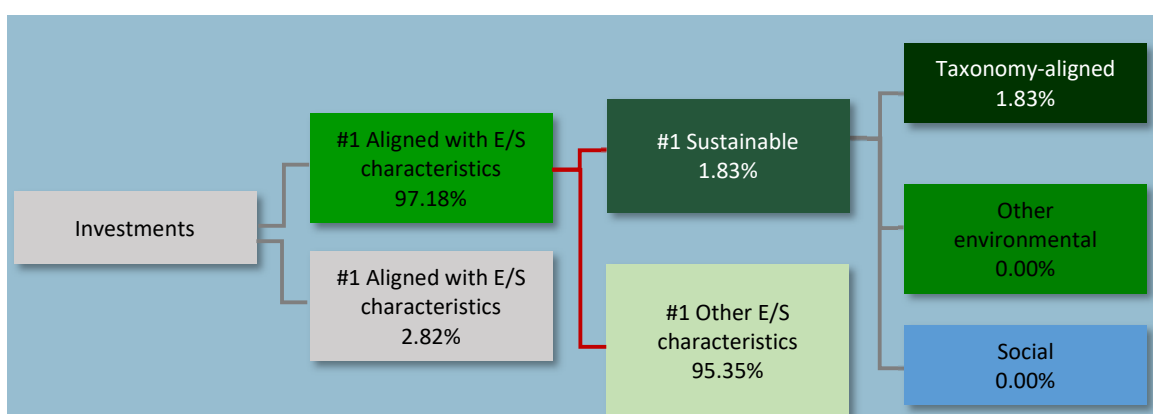 Investments
#1 Aligned with E/S
characteristics
97.18%
#1 Aligned with E/S
characteristics
2.82%
#1 Sustainable
1.83%
#1 Other E/S
characteristics
95.35%
Taxonomy-aligned
1.83%
Other
environmental
0.00%
Social
0.00%